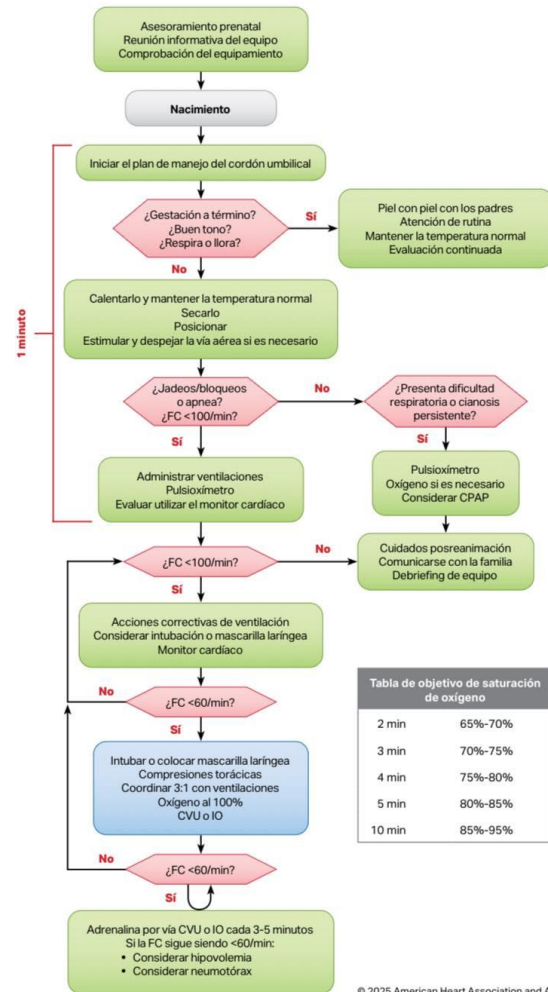 Asesoramiento prenatal
Reunión informativa del equipo
Comprobación del equipamiento
Nacimiento
1 minuto
Iniciar el plan de manejo del cordón umbilical
¿Gestación a término?
¿Buen tono?
¿Respira o llora?
Sí
Piel con piel con los padres
Atención de rutina
Mantener la temperatura normal
Evaluación continuada
No
Calentarlo y mantener la temperatura normal
Secarlo
Posicionar
Estimular y despejar la vía aérea si es necesario
¿Jadeos/bloqueos
o apnea?
¿FC <100/min?
No
¿Presenta dificultad
respiratoria o cianosis
persistente?
Sí
Sí
Administrar ventilaciones
Pulsioxímetro
Evaluar utilizar el monitor cardíaco
Pulsioxímetro
Oxígeno si es necesario
Considerar CPAP
¿FC <100/min?
No
Cuidados posreanimación
Comunicarse con la familia
Debriefing de equipo
Sí
Acciones correctivas de ventilación
Considerar intubación o mascarilla laríngea
Monitor cardíaco
No
¿FC <60/min?
Sí
Intubar o colocar mascarilla laríngea
Compresiones torácicas
Coordinar 3:1 con ventilaciones
Oxígeno al 100%
CVU o IO
No
¿FC <60/min?
Sí
Adrenalina por vía CVU o IO cada 3-5 minutos
Si la FC sigue siendo <60/min:
• Considerar hipovolemia
• Considerar neumotórax
Tabla de objetivo de saturación
de oxígeno
2 min 65%-70%
3 min 70%-75%
4 min 75%-80%
5 min 80%-85%
10 min 85%-95%
© 2025 American Heart Association and A